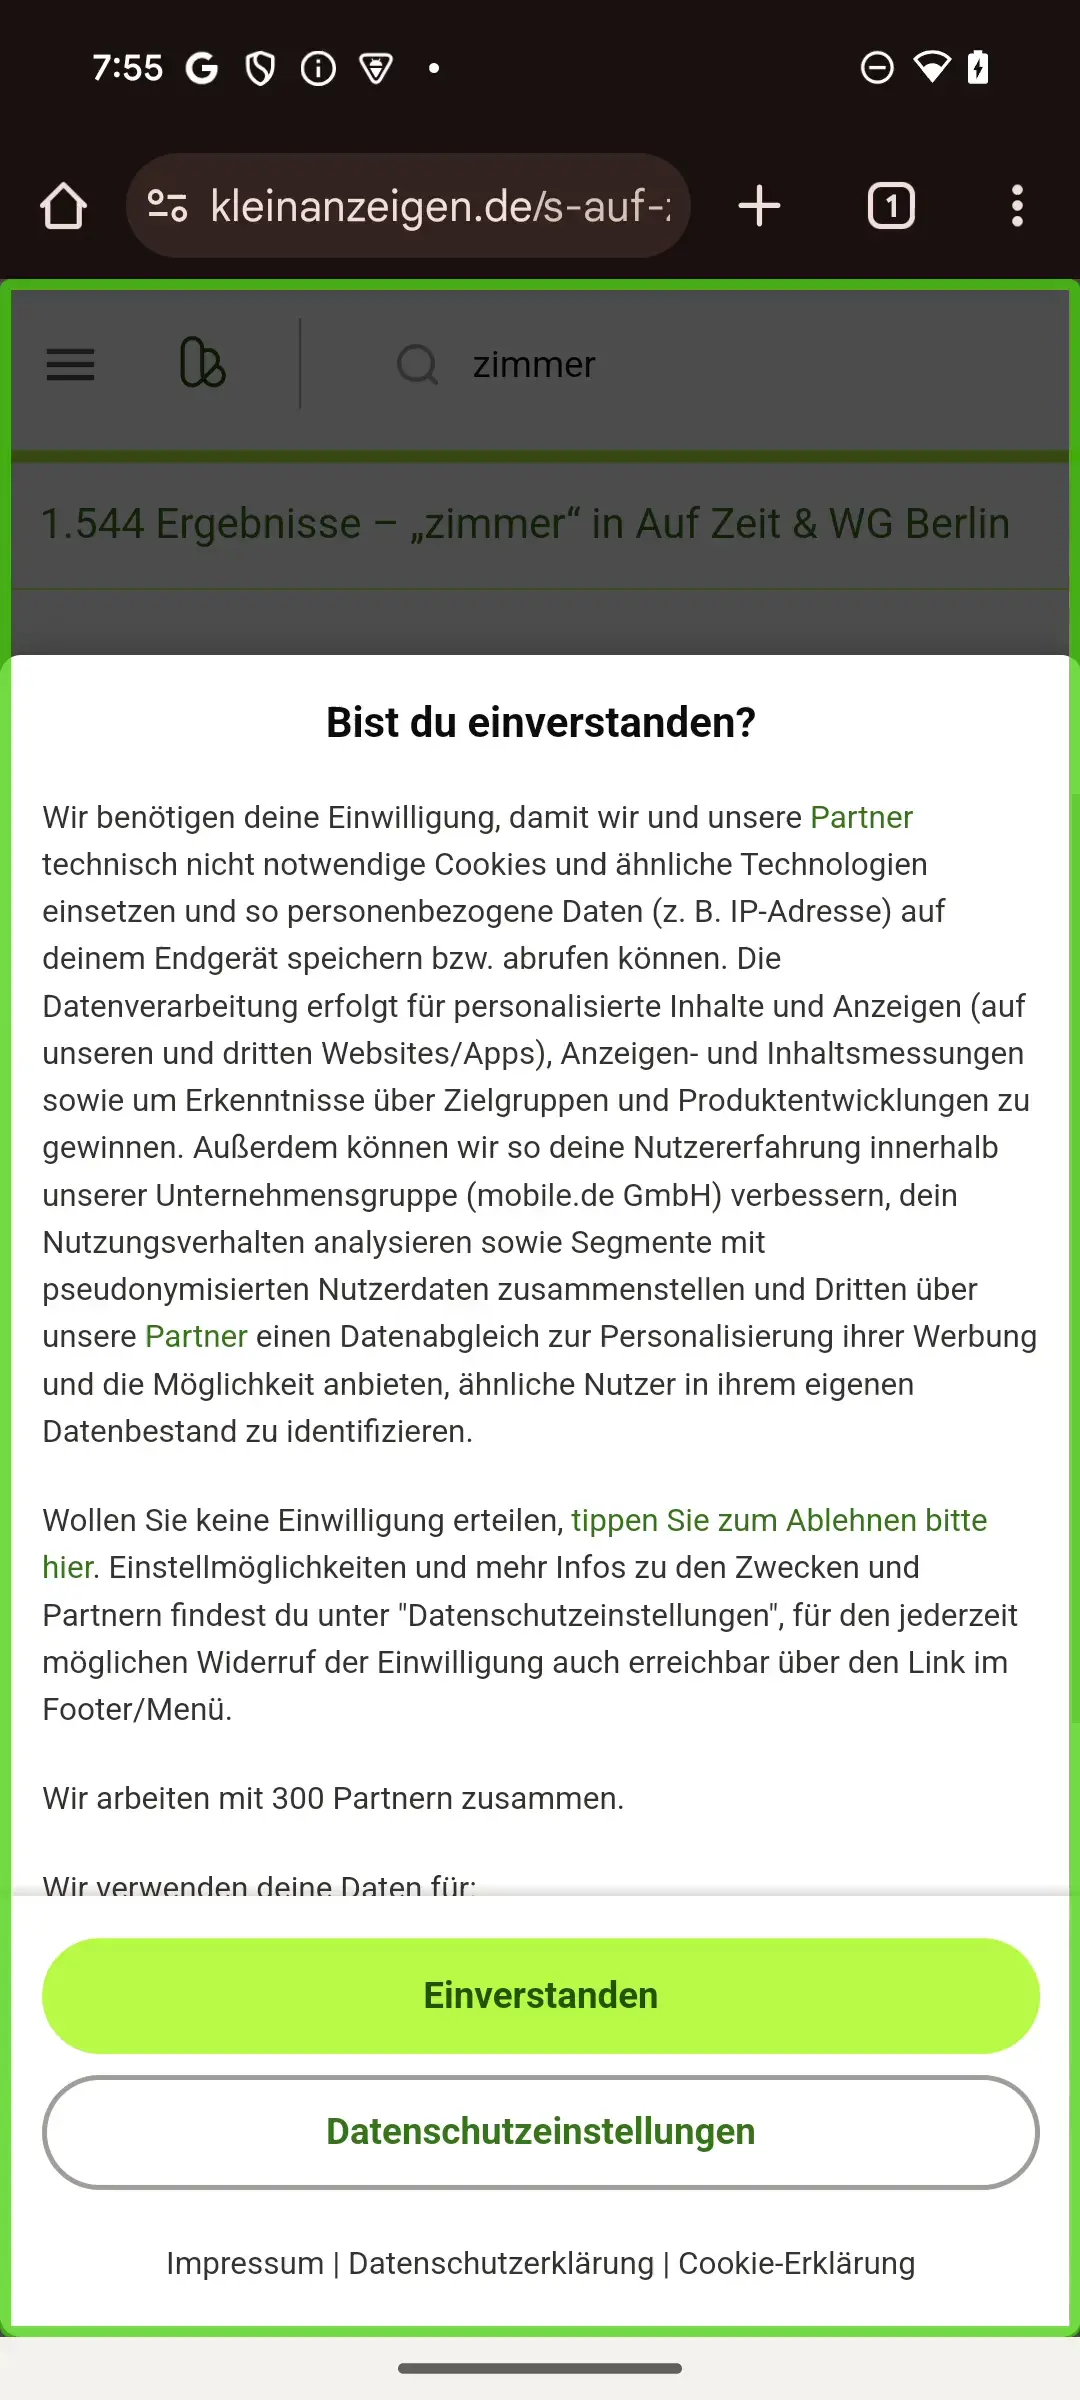 7:55
kleinanzeigen.de/s-auf-
1
zimmer
1.544 Ergebnisse – „zimmer“ in Auf Zeit & WG Berlin
Bist du einverstanden?
Wir benötigen deine Einwilligung, damit wir und unsere Partner
technisch nicht notwendige Cookies und ähnliche Technologien
einsetzen und so personenbezogene Daten (z. B. IP-Adresse) auf
deinem Endgerät speichern bzw. abrufen können. Die
Datenverarbeitung erfolgt für personalisierte Inhalte und Anzeigen (auf
unseren und dritten Websites/Apps), Anzeigen- und Inhaltsmessungen
sowie um Erkenntnisse über Zielgruppen und Produktentwicklungen zu
gewinnen. Außerdem können wir so deine Nutzererfahrung innerhalb
unserer Unternehmensgruppe (mobile.de GmbH) verbessern, dein
Nutzungsverhalten analysieren sowie Segmente mit
pseudonymisierten Nutzerdaten zusammenstellen und Dritten über
unsere Partner einen Datenabgleich zur Personalisierung ihrer Werbung
und die Möglichkeit anbieten, ähnliche Nutzer in ihrem eigenen
Datenbestand zu identifizieren.
Wollen Sie keine Einwilligung erteilen, tippen Sie zum Ablehnen bitte
hier. Einstellmöglichkeiten und mehr Infos zu den Zwecken und
Partnern findest du unter "Datenschutzeinstellungen", für den jederzeit
möglichen Widerruf der Einwilligung auch erreichbar über den Link im
Footer/Menü.
Wir arbeiten mit 300 Partnern zusammen.
Wir verwenden deine Daten für:
Einverstanden
Datenschutzeinstellungen
Impressum | Datenschutzerklärung | Cookie-Erklärung